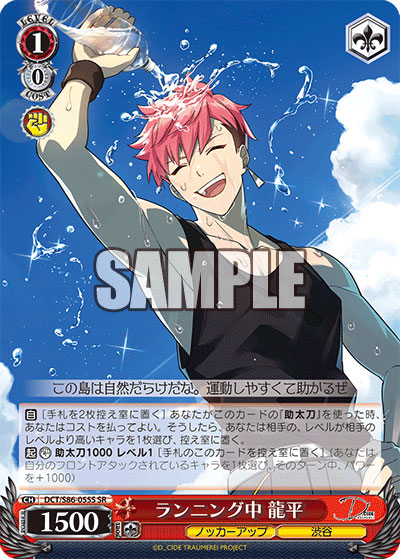 LEVEL
1
0
COST
SAMPLE
この島は自然だらけだな。運動しやすくて助かるぜ
自 [手札を2枚控え室に置く] あなたがこのカードの『助太刀』を使った時、
あなたはコストを払ってよい。そうしたら、あなたは相手の、レベルが相手の
レベルより高いキャラを1枚選び、控え室に置く。
起 助太刀1000 レベル1 [手札のこのカードを控え室に置く] (あなたは
自分のフロントアタックされているキャラを1枚選び、そのターン中、パワー
を+1000)
CH DCT/S86-055S SR
1500
ランニング中 龍平
ノッカーアップ
渋谷
©D_CIDE TRAUMEREI PROJECT